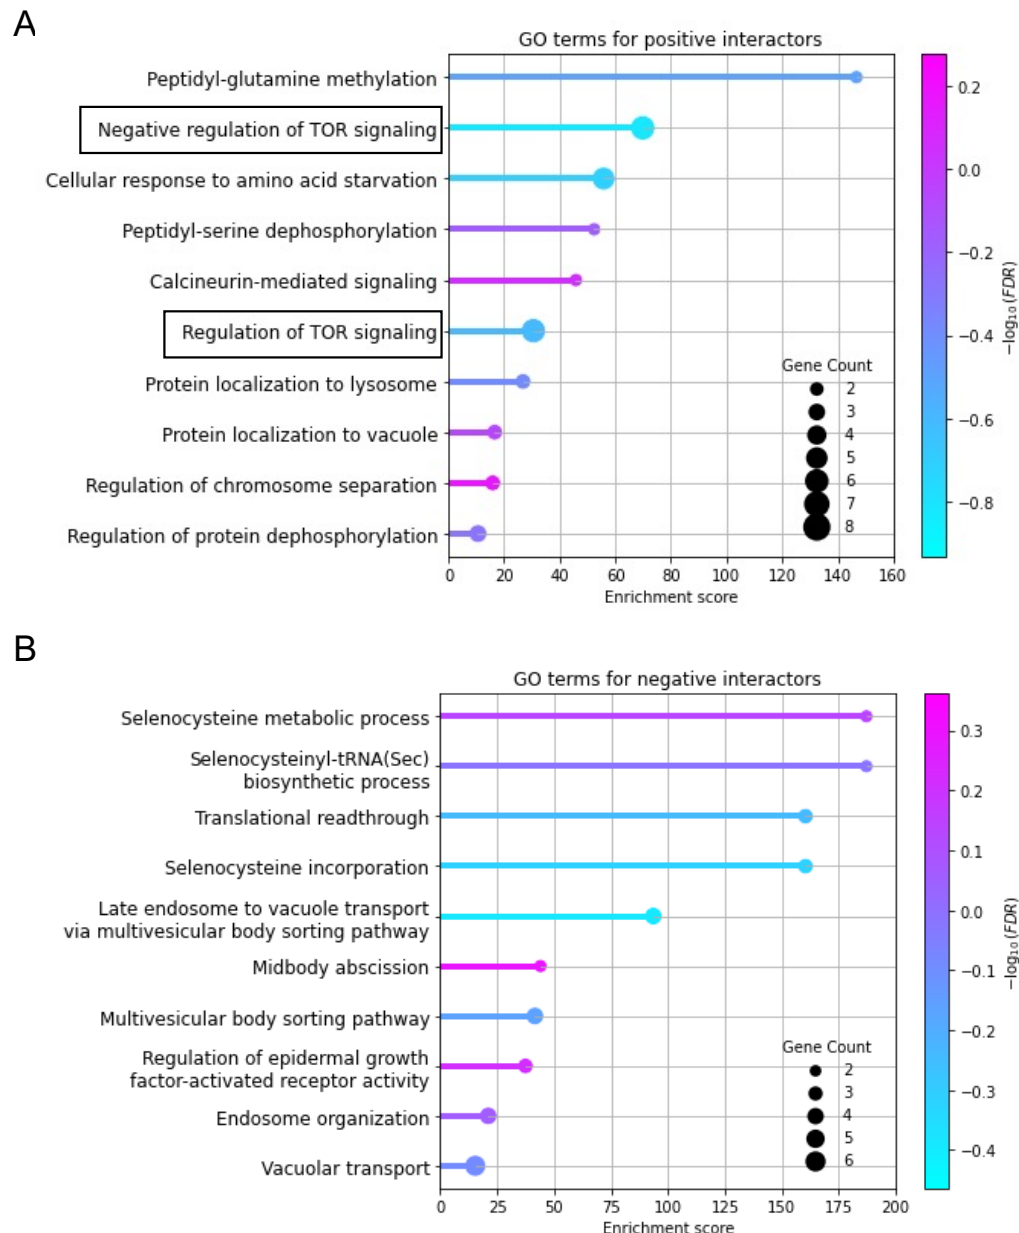 A
GO terms for positive interactors
Peptidyl-glutamine methylation
Negative regulation of TOR signaling
Cellular response to amino acid starvation
Peptidyl-serine dephosphorylation
Calcineurin-mediated signaling
Regulation of TOR signaling
Protein localization to lysosome
Protein localization to vacuole
Regulation of chromosome separation
Regulation of protein dephosphorylation
Gene Count
2
3
4
5
6
7
8
0 20 40 60 80 100 120 140 160
Enrichment score
0.2
0.0
−0.2
−0.4
−0.6
−0.8
−log10(FDR)
B
GO terms for negative interactors
Selenocysteine metabolic process
Selenocysteinyl-tRNA(Sec)
biosynthetic process
Translational readthrough
Selenocysteine incorporation
Late endosome to vacuole transport
via multivesicular body sorting pathway
Midbody abscission
Multivesicular body sorting pathway
Regulation of epidermal growth
factor-activated receptor activity
Endosome organization
Vacuolar transport
Gene Count
2
3
4
5
6
0 25 50 75 100 125 150 175 200
Enrichment score
0.3
0.2
0.1
0.0
−0.1
−0.2
−0.3
−0.4
−log10(FDR)